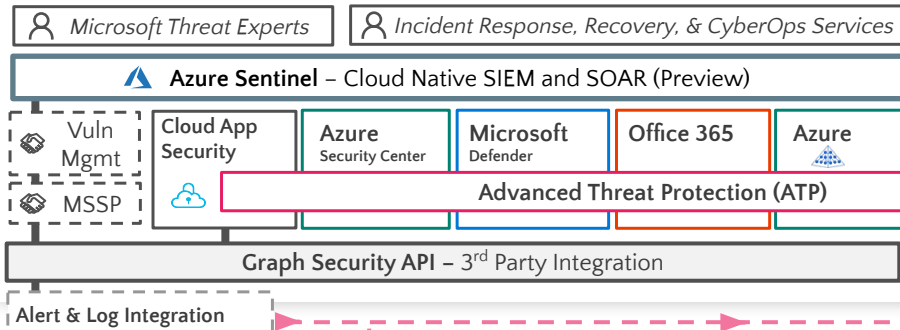 Microsoft Threat Experts
Incident Response, Recovery, & CyberOps Services
Azure Sentinel – Cloud Native SIEM and SOAR (Preview)
Vuln
Mgmt
MSSP
Cloud App
Security
Azure
Security Center
Microsoft
Defender
Office 365
Azure
Advanced Threat Protection (ATP)
Graph Security API – 3rd Party Integration
Alert & Log Integration